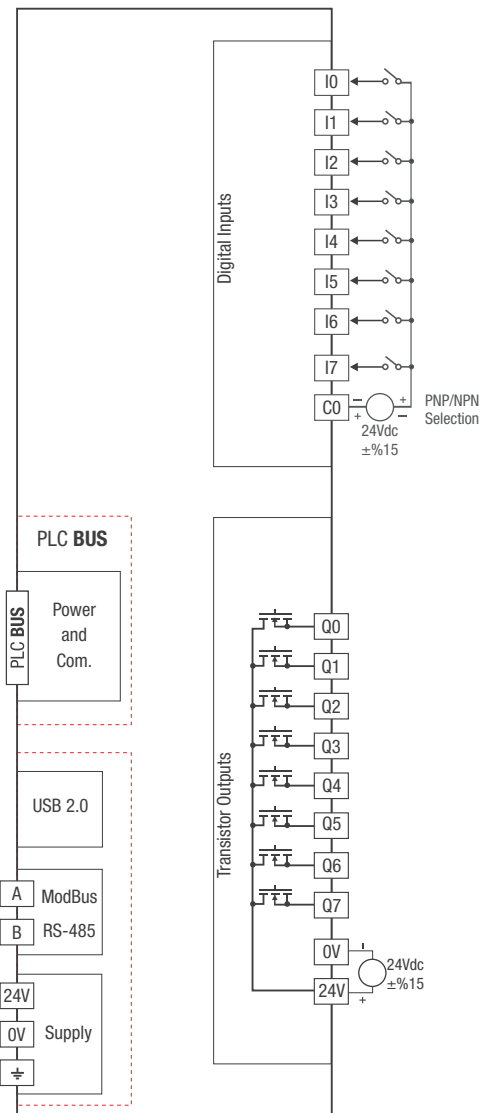 Digital Inputs
I0
I1
I2
I3
I4
I5
I6
I7
C0
− +
+ −
24Vdc
±%15
PNP/NPN
Selection
PLC BUS
PLC BUS
Power
and
Com.
USB 2.0
A
B
ModBus
RS-485
24V
0V
Supply
Transistor Outputs
Q0
Q1
Q2
Q3
Q4
Q5
Q6
Q7
0V
24V
-
+
24Vdc
±%15